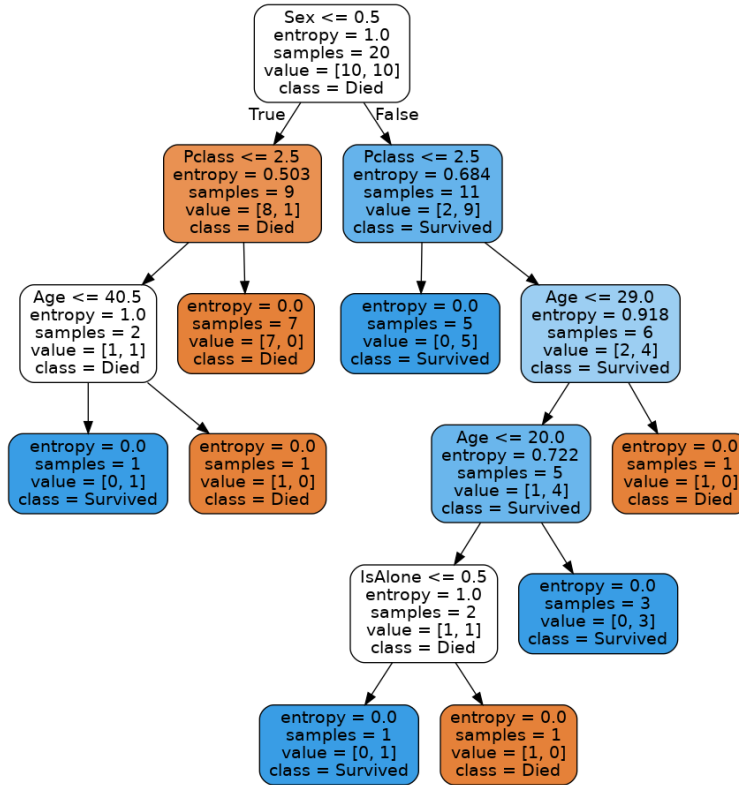 Sex <= 0.5
entropy = 1.0
samples = 20
value = [10, 10]
class = Died
True
False
Pclass <= 2.5
entropy = 0.503
samples = 9
value = [8, 1]
class = Died
Pclass <= 2.5
entropy = 0.684
samples = 11
value = [2, 9]
class = Survived
Age <= 40.5
entropy = 1.0
samples = 2
value = [1, 1]
class = Died
entropy = 0.0
samples = 7
value = [7, 0]
class = Died
entropy = 0.0
samples = 5
value = [0, 5]
class = Survived
Age <= 29.0
entropy = 0.918
samples = 6
value = [2, 4]
class = Survived
entropy = 0.0
samples = 1
value = [0, 1]
class = Survived
entropy = 0.0
samples = 1
value = [1, 0]
class = Died
Age <= 20.0
entropy = 0.722
samples = 5
value = [1, 4]
class = Survived
entropy = 0.0
samples = 1
value = [1, 0]
class = Died
IsAlone <= 0.5
entropy = 1.0
samples = 2
value = [1, 1]
class = Died
entropy = 0.0
samples = 3
value = [0, 3]
class = Survived
entropy = 0.0
samples = 1
value = [0, 1]
class = Survived
entropy = 0.0
samples = 1
value = [1, 0]
class = Died